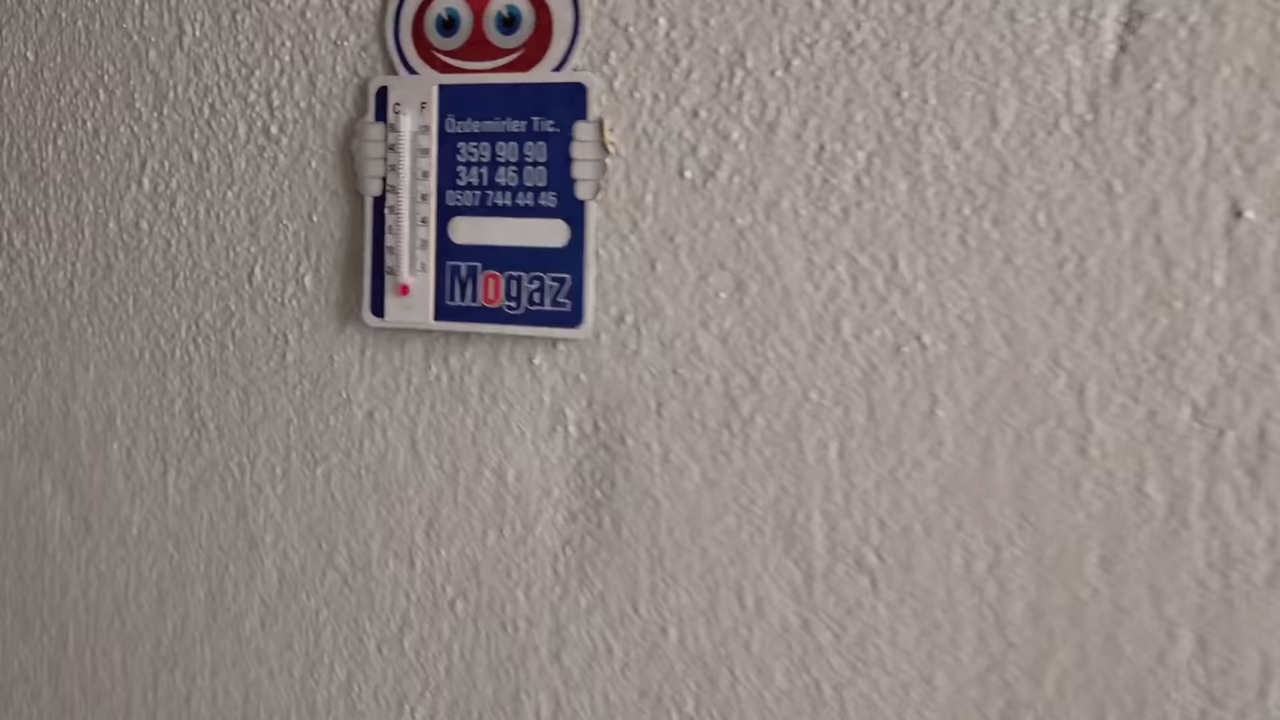 C F
Özdemirler Tic.
359 90 90
341 46 00
0507 744 44 46
Mogaz